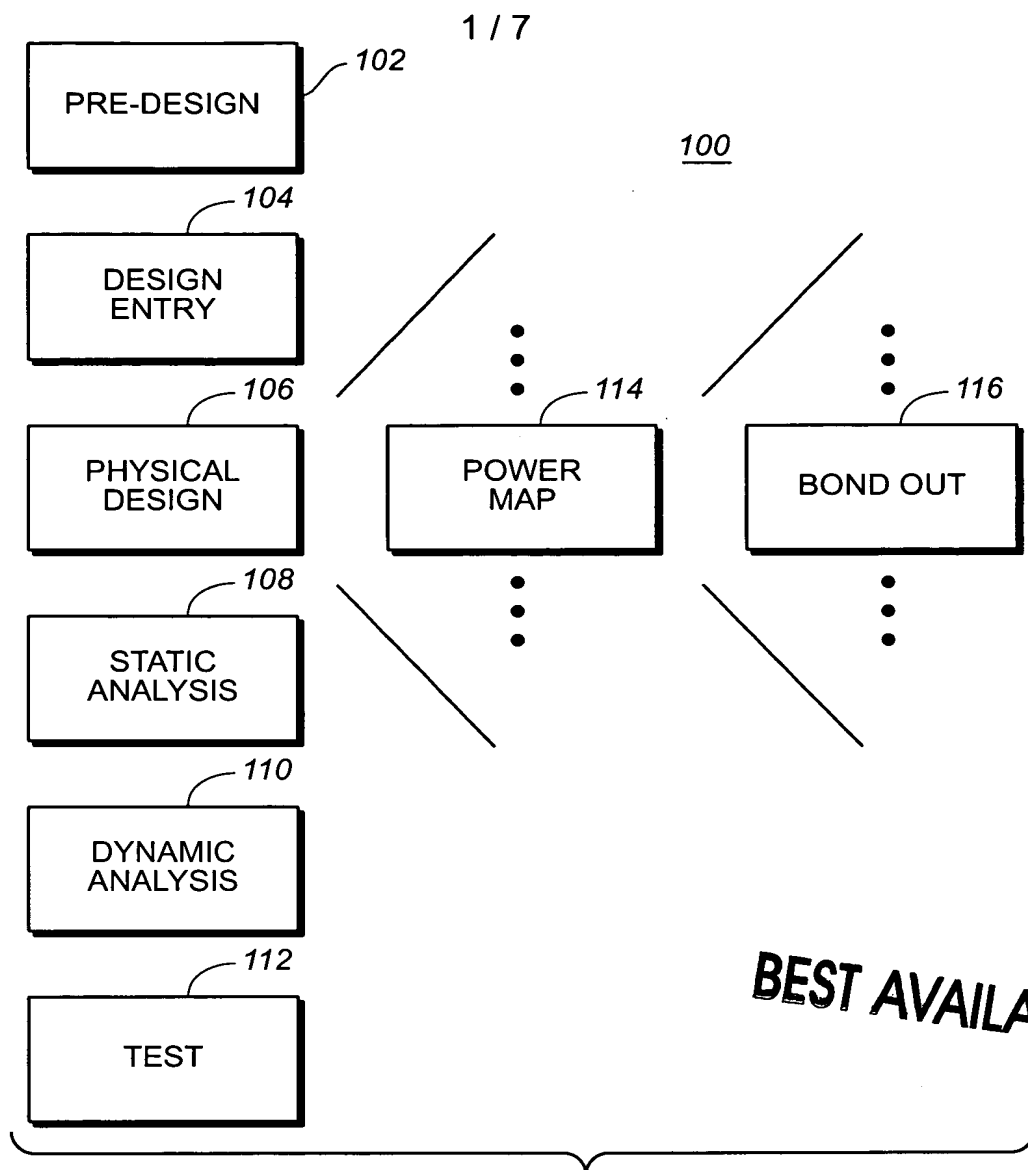 1 / 7
102
PRE-DESIGN
100
104
DESIGN
ENTRY
106
PHYSICAL
DESIGN
114
POWER
MAP
116
BOND OUT
108
STATIC
ANALYSIS
110
DYNAMIC
ANALYSIS
112
TEST
BEST AVAILA